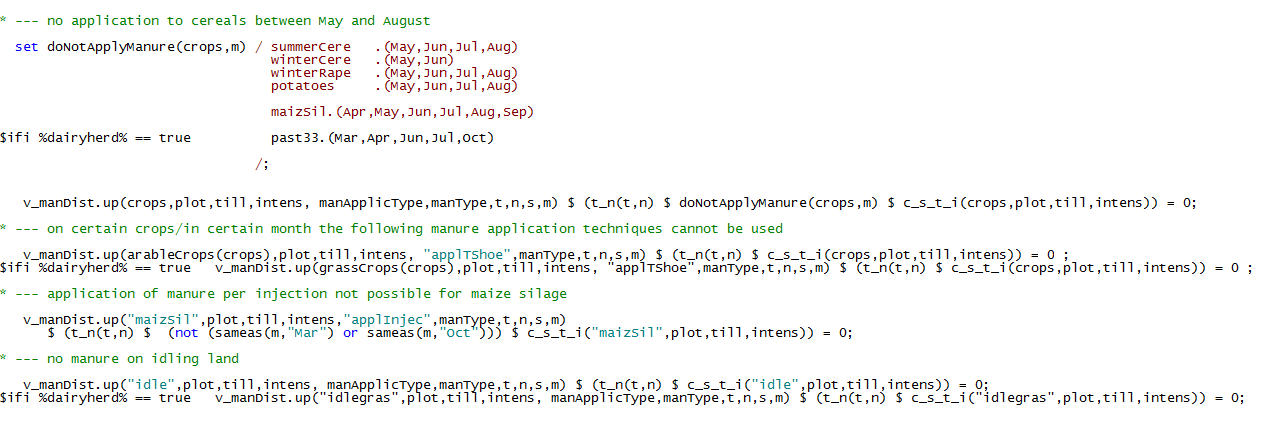 * --- no application to cereals between May and August
set doNotApplyManure(crops,m) / summerCere .(May,Jun,Jul,Aug)
winterCere .(May,Jun)
winterRape .(May,Jun,Jul,Aug)
potatoes .(May,Jun,Jul,Aug)
maizSil.(Apr,May,Jun,Jul,Aug,Sep)
$ifi %dairyherd% == true past33.(Mar,Apr,Jun,Jul,Oct)
/;
v_manDist.up(crops,plot,till,intens, manApplicType,manType,t,n,s,m) $ (t_n(t,n) $ doNotApplyManure(crops,m) $ c_s_t_i(crops,plot,till,intens)) = 0;
* --- on certain crops/in certain month the following manure application techniques cannot be used
v_manDist.up(arableCrops(crops),plot,till,intens, "applTShoe",manType,t,n,s,m) $ (t_n(t,n) $ c_s_t_i(crops,plot,till,intens)) = 0 ;
$ifi %dairyherd% == true v_manDist.up(grassCrops(crops),plot,till,intens, "applTShoe",manType,t,n,s,m) $ (t_n(t,n) $ c_s_t_i(crops,plot,till,intens)) = 0 ;
* --- application of manure per injection not possible for maize silage
v_manDist.up("maizSil",plot,till,intens,"applInjec",manType,t,n,s,m)
$ (t_n(t,n) $ (not (sameas(m,"Mar") or sameas(m,"Oct"))) $ c_s_t_i("maizSil",plot,till,intens)) = 0;
* --- no manure on idling land
v_manDist.up("idle",plot,till,intens, manApplicType,manType,t,n,s,m) $ (t_n(t,n) $ c_s_t_i("idle",plot,till,intens)) = 0;
$ifi %dairyherd% == true v_manDist.up("idlegras",plot,till,intens, manApplicType,manType,t,n,s,m) $ (t_n(t,n) $ c_s_t_i("idlegras",plot,till,intens)) = 0;